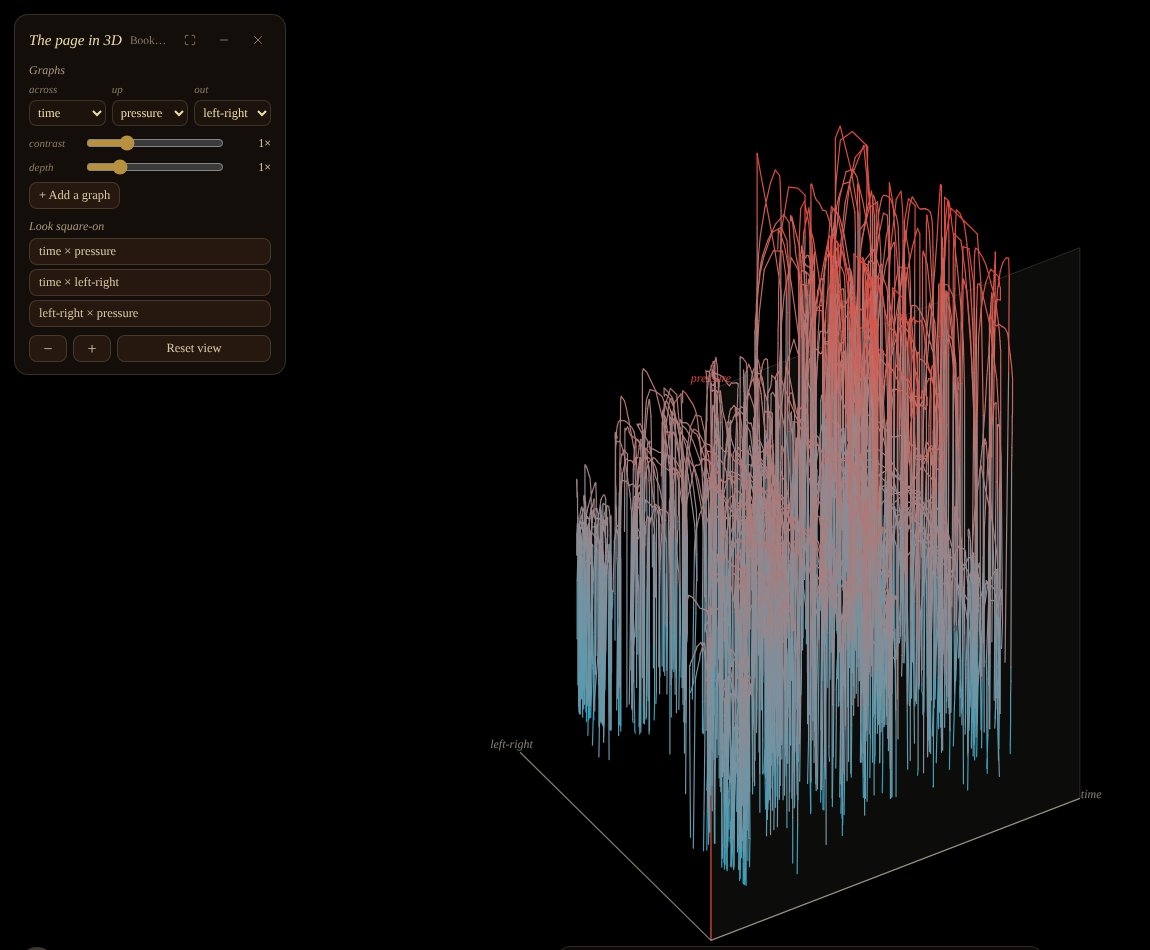 The page in 3D Book…
Graphs
across up out
time pressure left-right
contrast 1×
depth 1×
+ Add a graph
Look square-on
time × pressure
time × left-right
left-right × pressure
− + Reset view
pressure
left-right
time